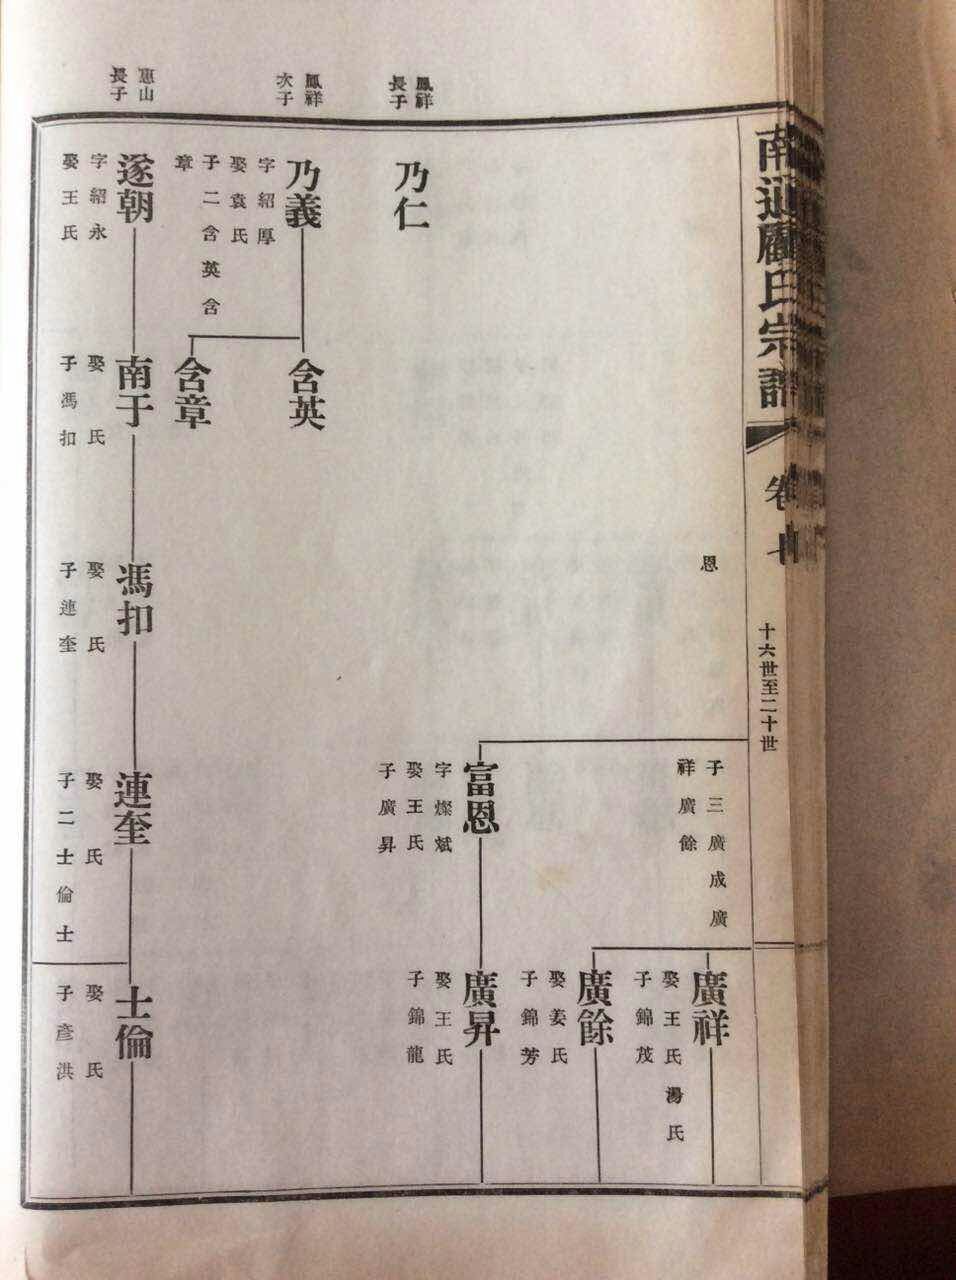 南通顧氏宗譜
卷十
十六世至二十世
恩
子三廣成廣
祥廣餘
廣祥
娶王氏湯氏
子錦茂
廣餘
娶姜氏
子錦芳
富恩
字燦斌
娶王氏
子廣昇
廣昇
娶王氏
子錦龍
鳳祥
長子
乃仁
鳳祥
次子
乃義
字紹厚
娶袁氏
子二含英含
章
含英
含章
惠山
長子
遂朝
字紹永
娶王氏
南于
娶 氏
子馮扣
馮扣
娶 氏
子連奎
連奎
娶 氏
子二士倫士
士倫
娶 氏
子彥洪